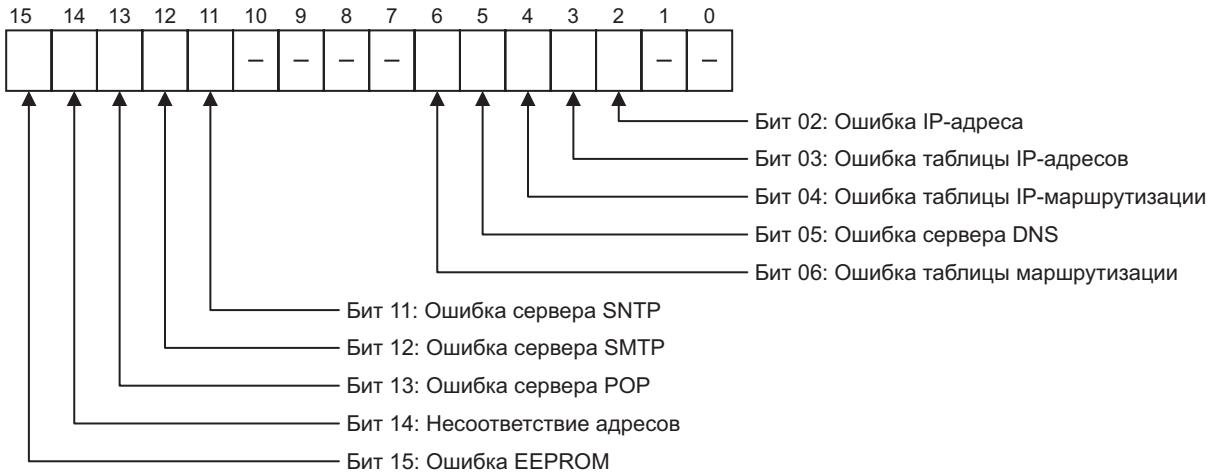 15 14 13 12 11 10 9 8 7 6 5 4 3 2 1 0
– – – – – –
Бит 02: Ошибка IP-адреса
Бит 03: Ошибка таблицы IP-адресов
Бит 04: Ошибка таблицы IP-маршрутизации
Бит 05: Ошибка сервера DNS
Бит 06: Ошибка таблицы маршрутизации
Бит 11: Ошибка сервера SNTP
Бит 12: Ошибка сервера SMTP
Бит 13: Ошибка сервера POP
Бит 14: Несоответствие адресов
Бит 15: Ошибка EEPROM